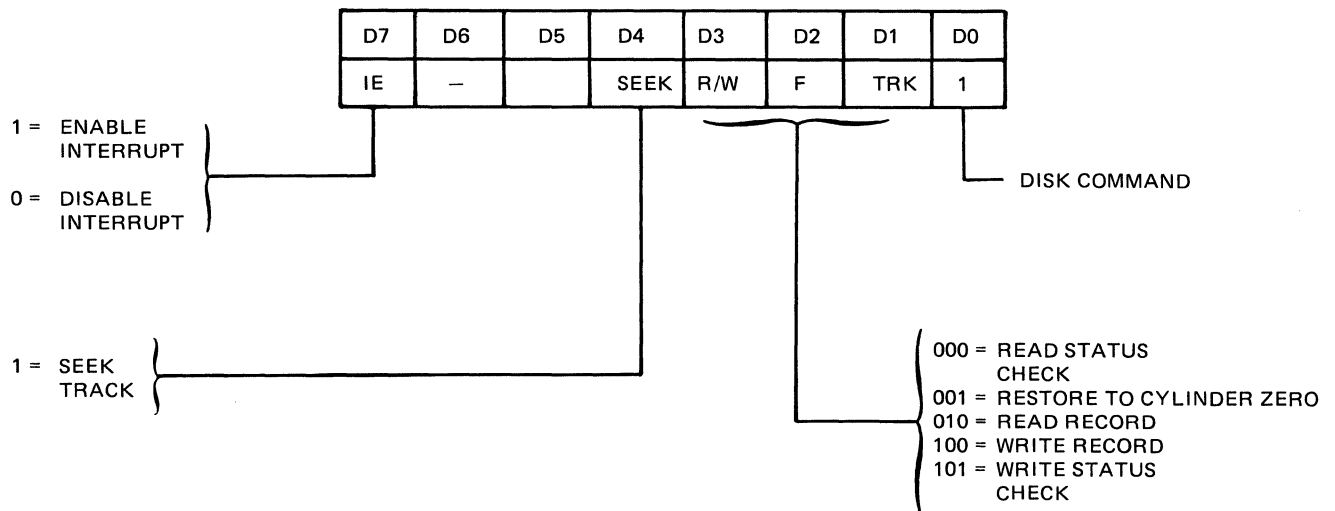 D7 D6 D5 D4 D3 D2 D1 D0
IE – SEEK R/W F TRK 1
1 = ENABLE
INTERRUPT
0 = DISABLE
INTERRUPT
DISK COMMAND
1 = SEEK
TRACK
000 = READ STATUS
CHECK
001 = RESTORE TO CYLINDER ZERO
010 = READ RECORD
100 = WRITE RECORD
101 = WRITE STATUS
CHECK